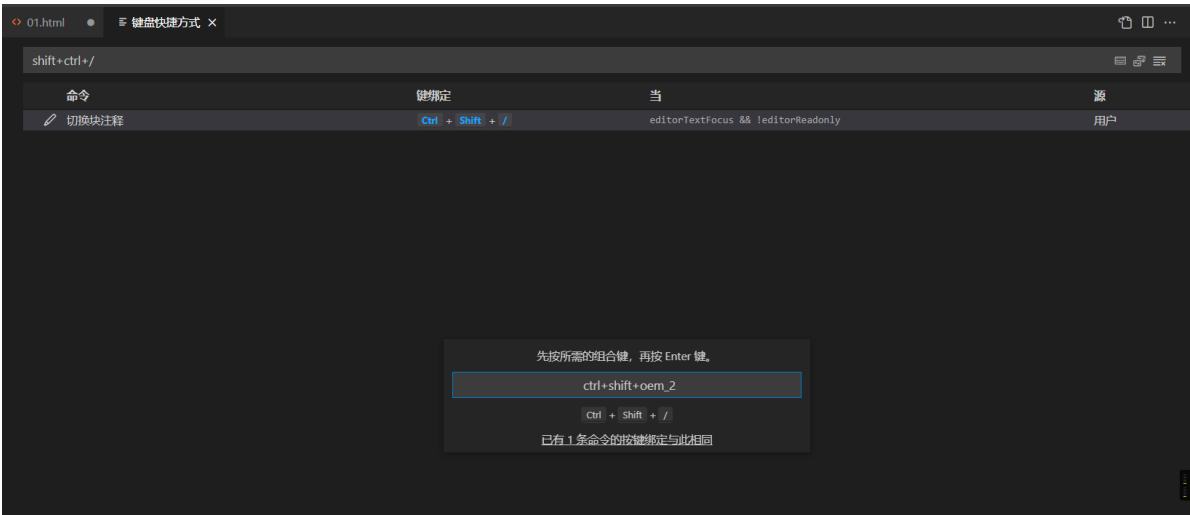 01.html ● 键盘快捷方式 ×
shift+ctrl+/
命令 键绑定 当 源
切换块注释 Ctrl + Shift + / editorTextFocus && !editorReadonly 用户
先按所需的组合键，再按 Enter 键。
ctrl+shift+oem_2
Ctrl + Shift + /
已有 1 条命令的按键绑定与此相同